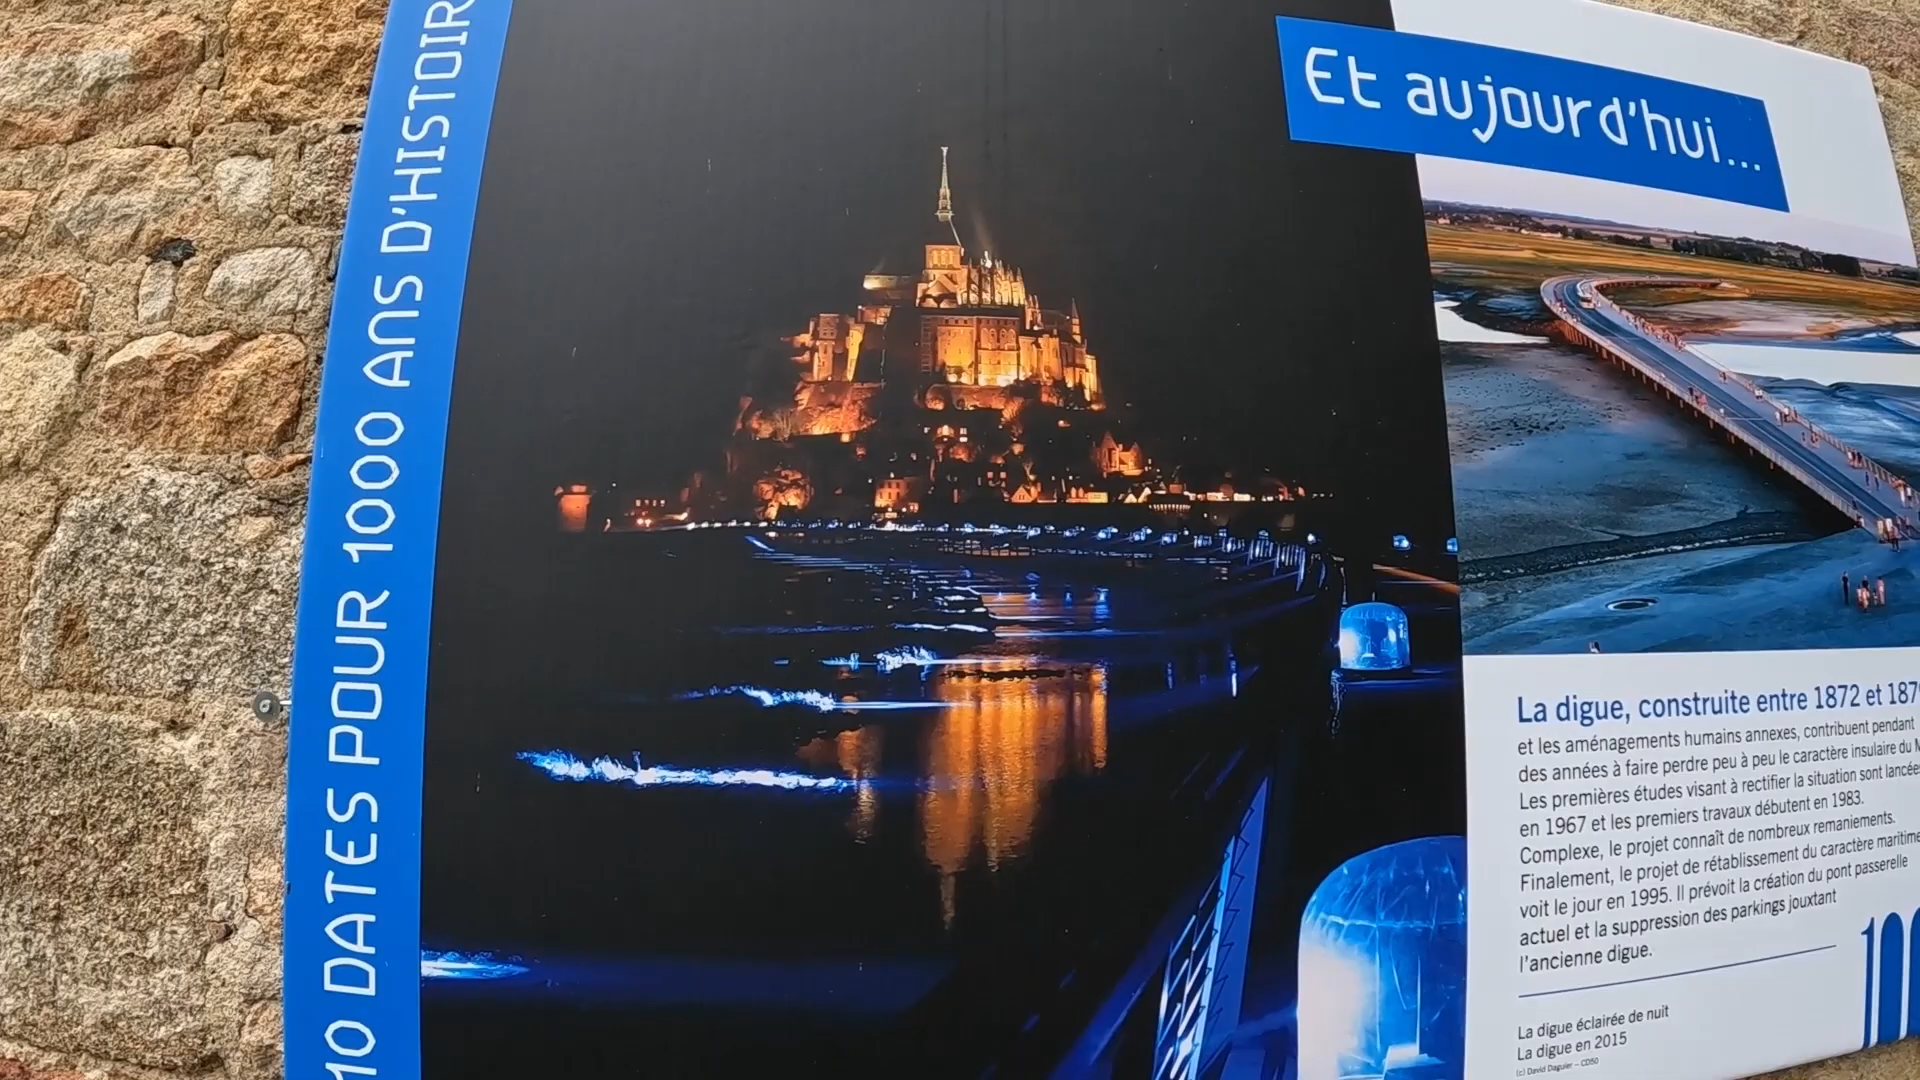 10 DATES POUR 1000 ANS D'HISTOIR
Et aujourd'hui...
La digue, construite entre 1872 et 187
et les aménagements humains annexes, contribuent pendant
des années à faire perdre peu à peu le caractère insulaire du M
Les premières études visant à rectifier la situation sont lancée
en 1967 et les premiers travaux débutent en 1983.
Complexe, le projet connaît de nombreux remaniements.
Finalement, le projet de rétablissement du caractère maritime
voit le jour en 1995. Il prévoit la création du pont passerelle
actuel et la suppression des parkings jouxtant
l'ancienne digue.
La digue éclairée de nuit
La digue en 2015
(c) David Daguier – CD50